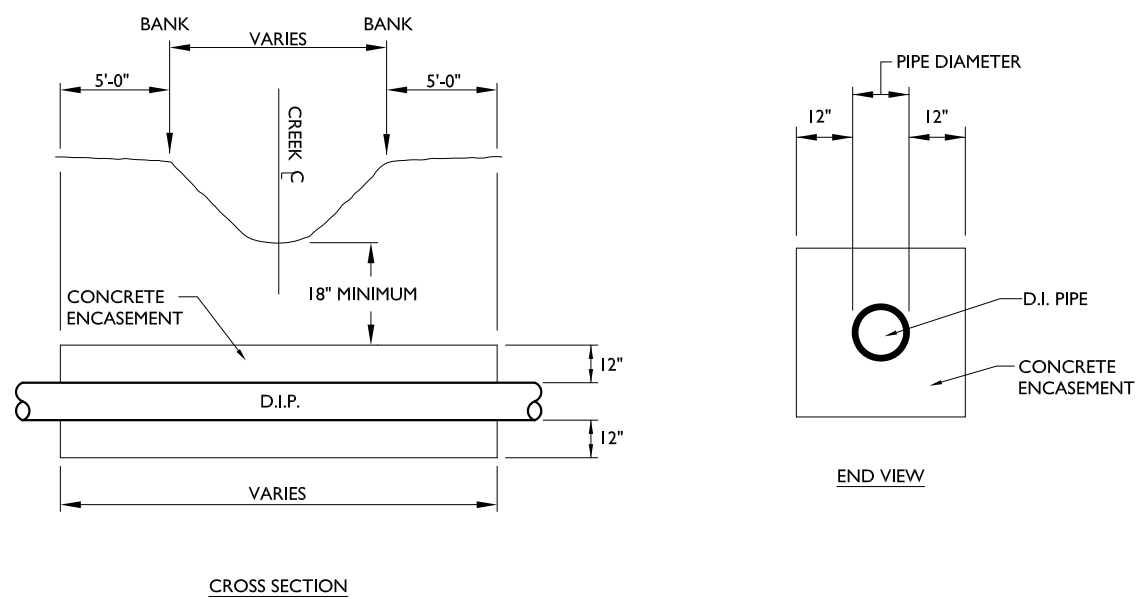 BANK
BANK
VARIES
5'-0"
5'-0"
CREEK ℄
18" MINIMUM
CONCRETE
ENCASEMENT
12"
D.I.P.
12"
VARIES
CROSS SECTION
PIPE DIAMETER
12"
12"
D.I. PIPE
CONCRETE
ENCASEMENT
END VIEW